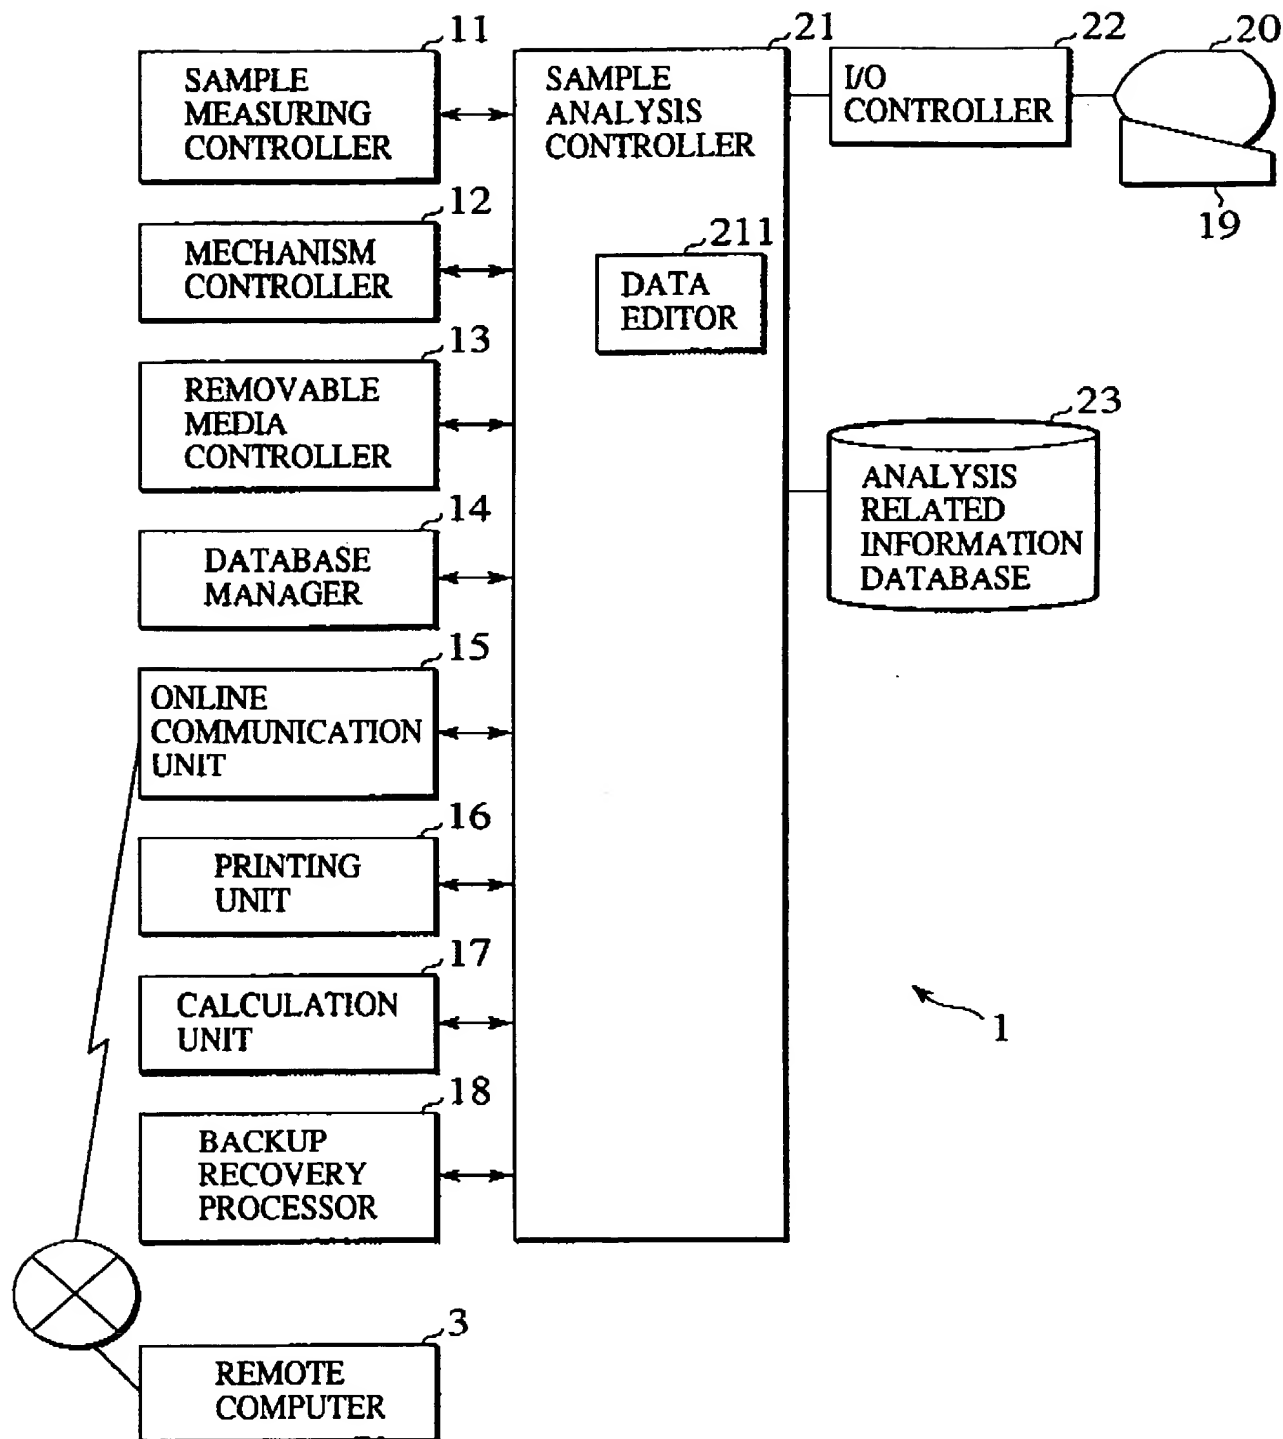 11
SAMPLE
MEASURING
CONTROLLER
12
MECHANISM
CONTROLLER
13
REMOVABLE
MEDIA
CONTROLLER
14
DATABASE
MANAGER
15
ONLINE
COMMUNICATION
UNIT
16
PRINTING
UNIT
17
CALCULATION
UNIT
18
BACKUP
RECOVERY
PROCESSOR
3
REMOTE
COMPUTER
21
SAMPLE
ANALYSIS
CONTROLLER
211
DATA
EDITOR
22
I/O
CONTROLLER
20
19
23
ANALYSIS
RELATED
INFORMATION
DATABASE
1